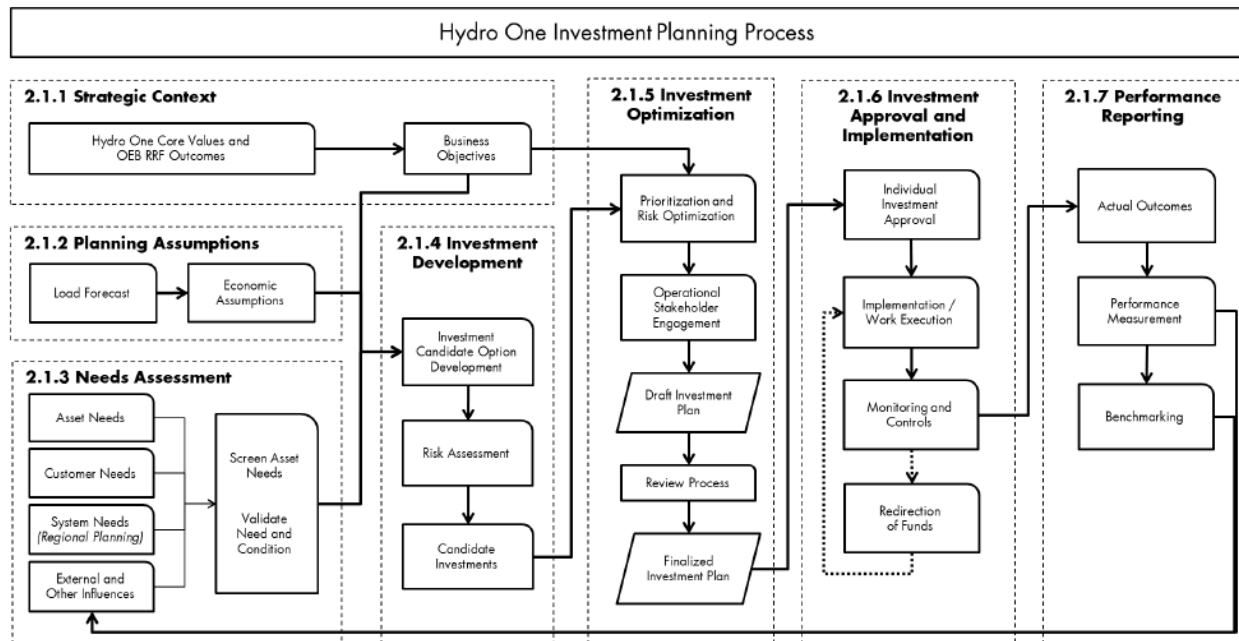 Hydro One Investment Planning Process
2.1.1 Strategic Context
Hydro One Core Values and
OEB RRF Outcomes
Business
Objectives
2.1.2 Planning Assumptions
Load Forecast
Economic
Assumptions
2.1.3 Needs Assessment
Asset Needs
Customer Needs
System Needs
(Regional Planning)
External and
Other Influences
Screen Asset
Needs
Validate
Need and
Condition
2.1.4 Investment
Development
Investment
Candidate Option
Development
Risk Assessment
Candidate
Investments
2.1.5 Investment
Optimization
Prioritization and
Risk Optimization
Operational
Stakeholder
Engagement
Draft Investment
Plan
Review Process
Finalized
Investment Plan
2.1.6 Investment
Approval and
Implementation
Individual
Investment
Approval
Implementation /
Work Execution
Monitoring and
Controls
Redirection
of Funds
2.1.7 Performance
Reporting
Actual Outcomes
Performance
Measurement
Benchmarking